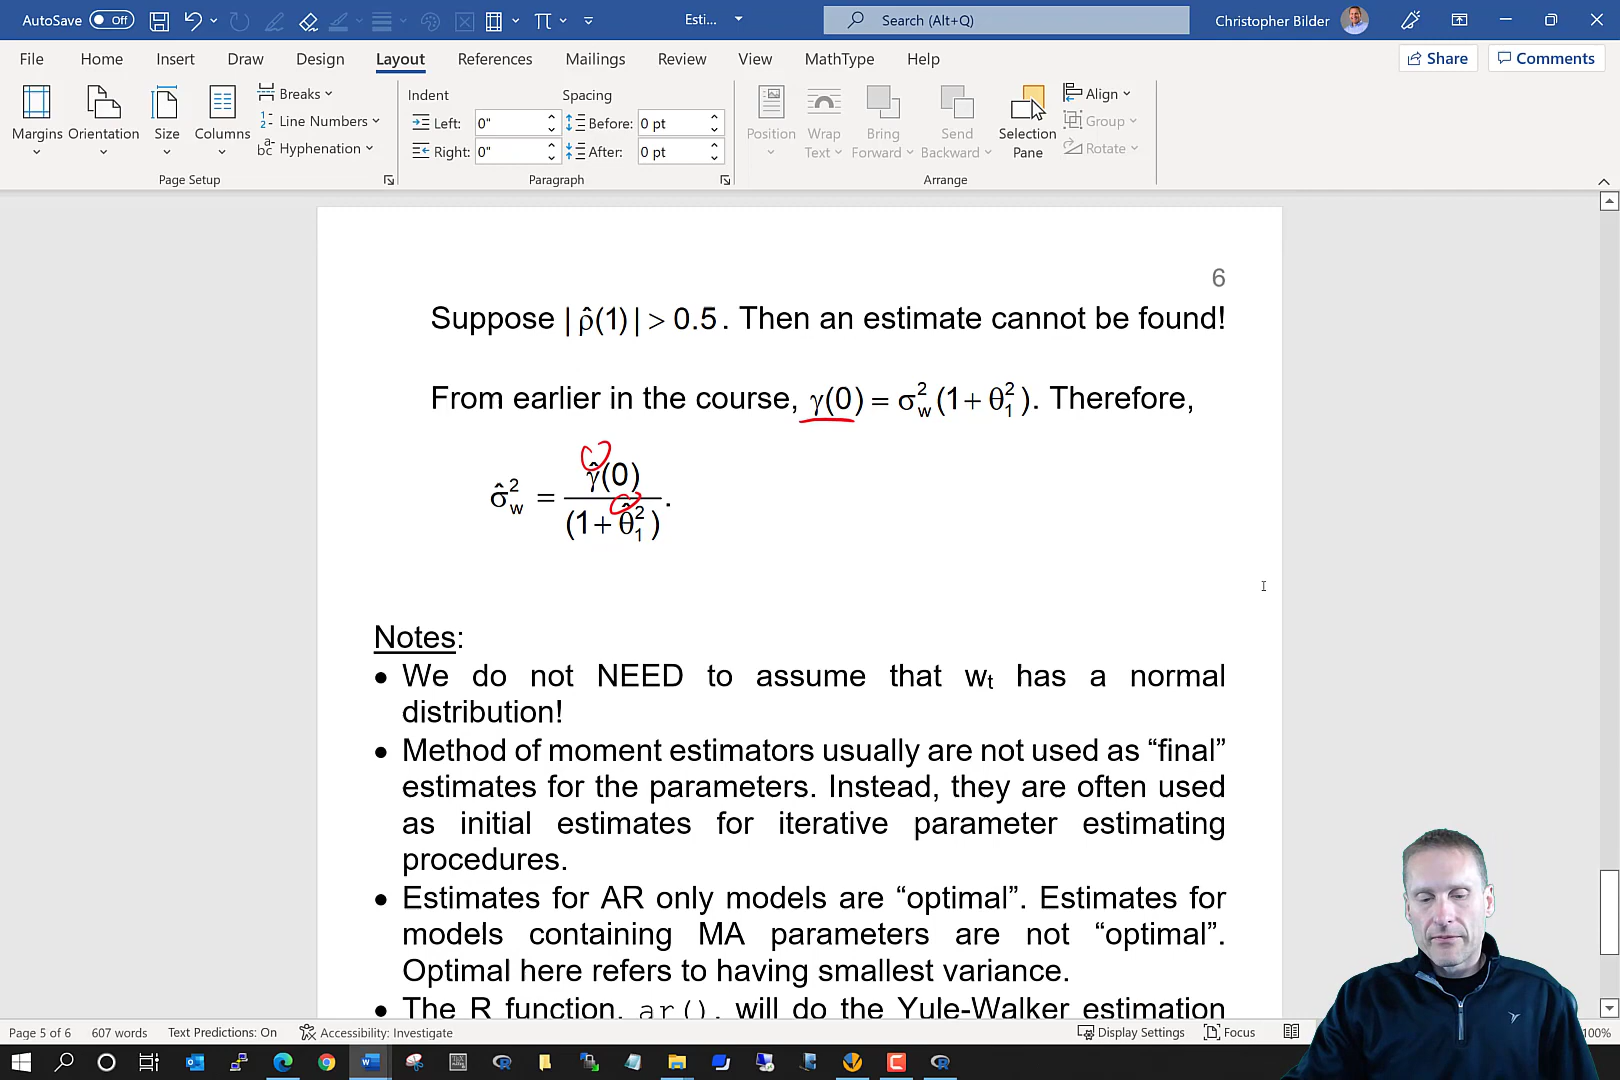 AutoSave Off Esti... Search (Alt+Q) Christopher Bilder
File Home Insert Draw Design Layout References Mailings Review View MathType Help Share Comments
Margins Orientation Size Columns Breaks Line Numbers Hyphenation
Page Setup
Indent Spacing
Left: 0" Before: 0 pt
Right: 0" After: 0 pt
Paragraph
Position Wrap Text Bring Forward Send Backward Selection Pane Align Group Rotate
Arrange
6
Suppose |ρ̂(1)| > 0.5. Then an estimate cannot be found!
From earlier in the course, γ(0) = σ²_w(1 + θ²₁). Therefore,
σ̂²_w = γ̂(0) / (1 + θ̂²₁).
Notes:
• We do not NEED to assume that wₜ has a normal
distribution!
• Method of moment estimators usually are not used as “final”
estimates for the parameters. Instead, they are often used
as initial estimates for iterative parameter estimating
procedures.
• Estimates for AR only models are “optimal”. Estimates for
models containing MA parameters are not “optimal”.
Optimal here refers to having smallest variance.
• The R function, ar(), will do the Yule-Walker estimation
Page 5 of 6 607 words Text Predictions: On Accessibility: Investigate Display Settings Focus 100%